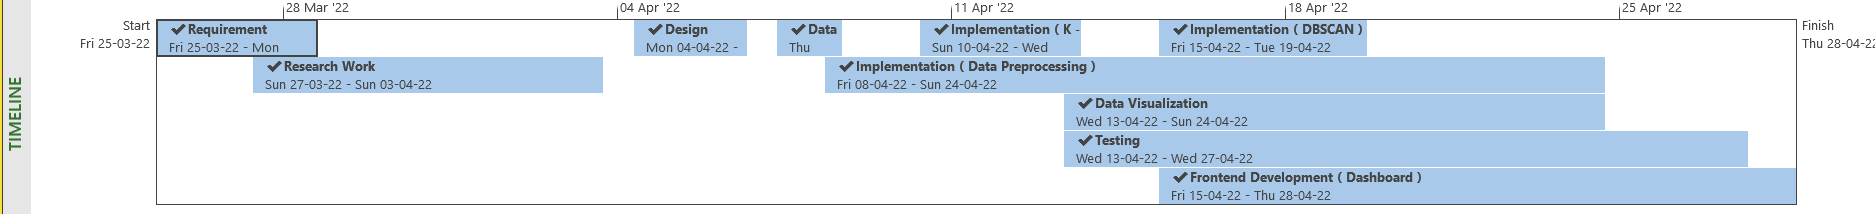 TIMELINE
28 Mar '22
04 Apr '22
11 Apr '22
18 Apr '22
25 Apr '22
Start
Fri 25-03-22
Requirement
Fri 25-03-22 - Mon
Design
Mon 04-04-22 -
Data
Thu
Implementation ( K -
Sun 10-04-22 - Wed
Implementation ( DBSCAN )
Fri 15-04-22 - Tue 19-04-22
Finish
Thu 28-04-22
Research Work
Sun 27-03-22 - Sun 03-04-22
Implementation ( Data Preprocessing )
Fri 08-04-22 - Sun 24-04-22
Data Visualization
Wed 13-04-22 - Sun 24-04-22
Testing
Wed 13-04-22 - Wed 27-04-22
Frontend Development ( Dashboard )
Fri 15-04-22 - Thu 28-04-22